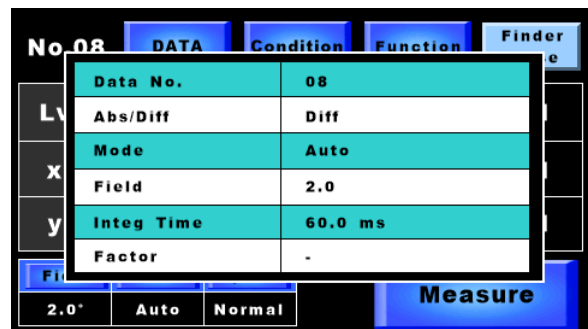 No.08 DATA Condition Function Finder
Data No. 08
Abs/Diff Diff
Mode Auto
Field 2.0
Integ Time 60.0 ms
Factor -
Lv
x
y
2.0° Auto Normal Measure